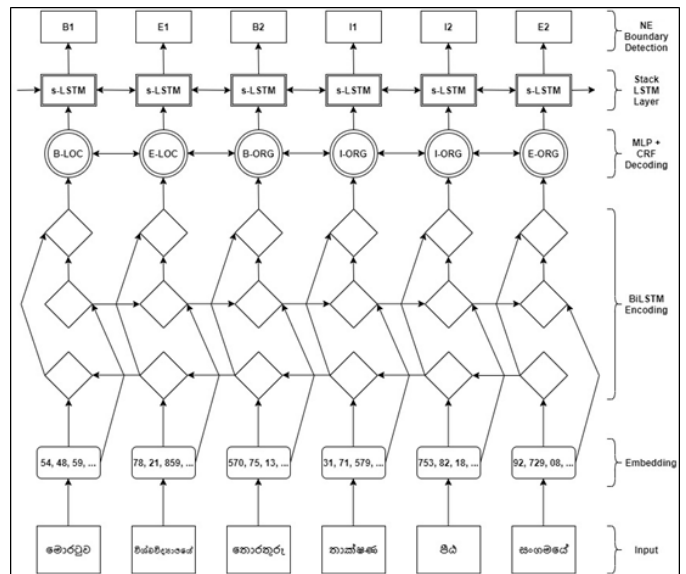 B1 E1 B2 I1 I2 E2
NE
Boundary
Detection
s-LSTM s-LSTM s-LSTM s-LSTM s-LSTM s-LSTM
Stack
LSTM
Layer
B-LOC E-LOC B-ORG I-ORG I-ORG E-ORG
MLP +
CRF
Decoding
BiLSTM
Encoding
54, 48, 59, ... 78, 21, 859, ... 570, 75, 13, ... 31, 71, 579, ... 753, 82, 18, ... 92, 729, 08, ...
Embedding
මොරටුව විශ්වවිද්‍යාලයේ තොරතුරු තාක්ෂණ පීඨ සංගමයේ
Input